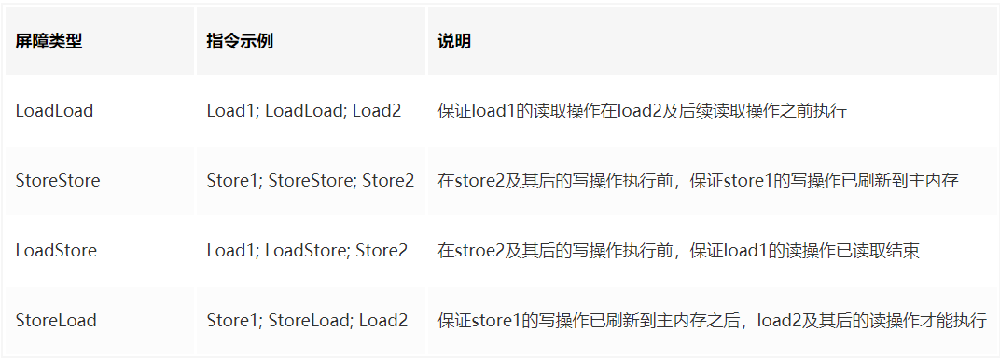 屏障类型 指令示例 说明
LoadLoad Load1; LoadLoad; Load2 保证load1的读取操作在load2及后续读取操作之前执行
StoreStore Store1; StoreStore; Store2 在store2及其后的写操作执行前，保证store1的写操作已刷新到主内存
LoadStore Load1; LoadStore; Store2 在stroe2及其后的写操作执行前，保证load1的读操作已读取结束
StoreLoad Store1; StoreLoad; Load2 保证store1的写操作已刷新到主内存之后，load2及其后的读操作才能执行